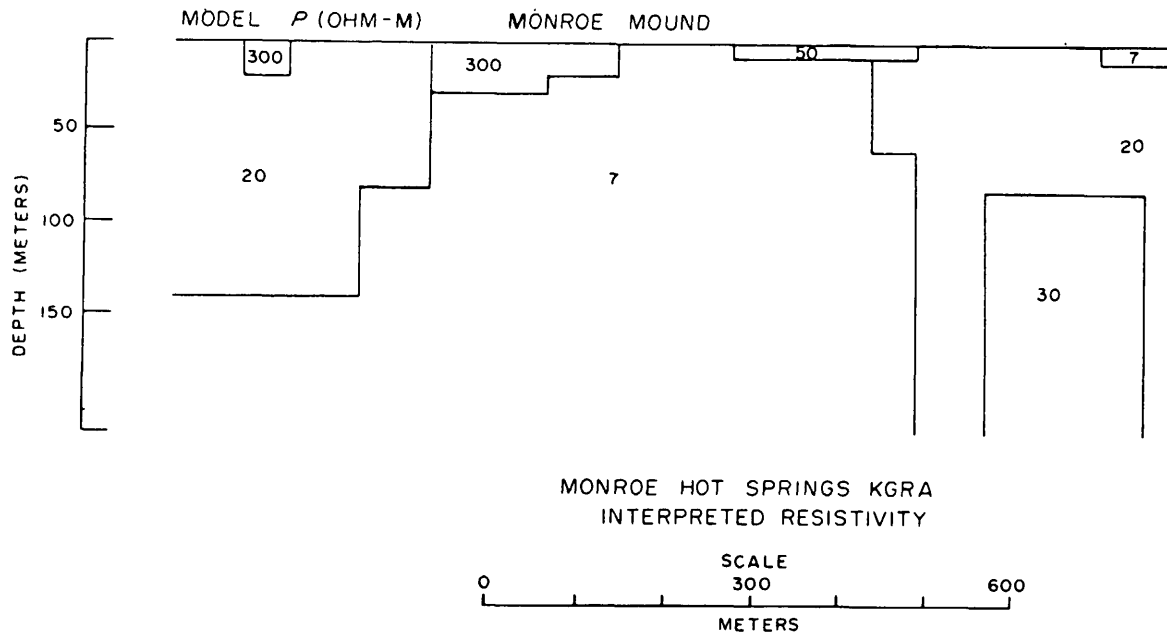 MODEL P (OHM-M) MONROE MOUND
300
300
50
7
50
20
7
20
100
150
30
DEPTH (METERS)
MONROE HOT SPRINGS KGRA
INTERPRETED RESISTIVITY
SCALE
0 300 600
METERS